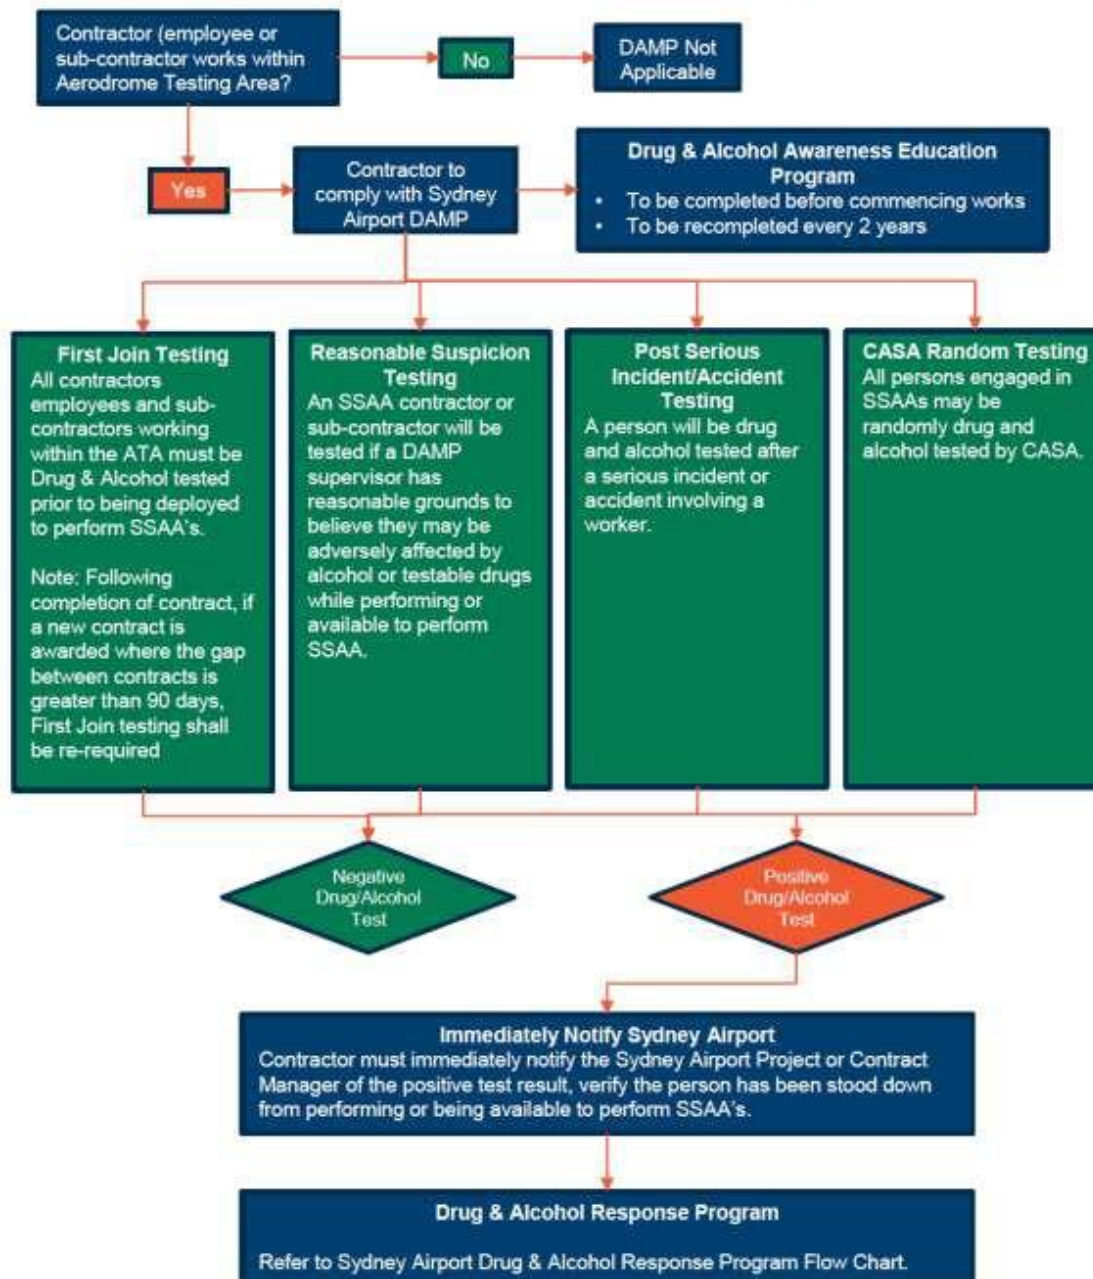 Contractor (employee or
sub-contractor works within
Aerodrome Testing Area?
No
DAMP Not
Applicable
Yes
Contractor to
comply with Sydney
Airport DAMP
Drug & Alcohol Awareness Education
Program
• To be completed before commencing works
• To be recompleted every 2 years
First Join Testing
All contractors
employees and sub-
contractors working
within the ATA must be
Drug & Alcohol tested
prior to being deployed
to perform SSAA's.
Note: Following
completion of contract, if
a new contract is
awarded where the gap
between contracts is
greater than 90 days,
First Join testing shall
be re-required
Reasonable Suspicion
Testing
An SSAA contractor or
sub-contractor will be
tested if a DAMP
supervisor has
reasonable grounds to
believe they may be
adversely affected by
alcohol or testable drugs
while performing or
available to perform
SSAA.
Post Serious
Incident/Accident
Testing
A person will be drug
and alcohol tested after
a serious incident or
accident involving a
worker.
CASA Random Testing
All persons engaged in
SSAAs may be
randomly drug and
alcohol tested by CASA.
Negative
Drug/Alcohol
Test
Positive
Drug/Alcohol
Test
Immediately Notify Sydney Airport
Contractor must immediately notify the Sydney Airport Project or Contract
Manager of the positive test result, verify the person has been stood down
from performing or being available to perform SSAA's.
Drug & Alcohol Response Program
Refer to Sydney Airport Drug & Alcohol Response Program Flow Chart.